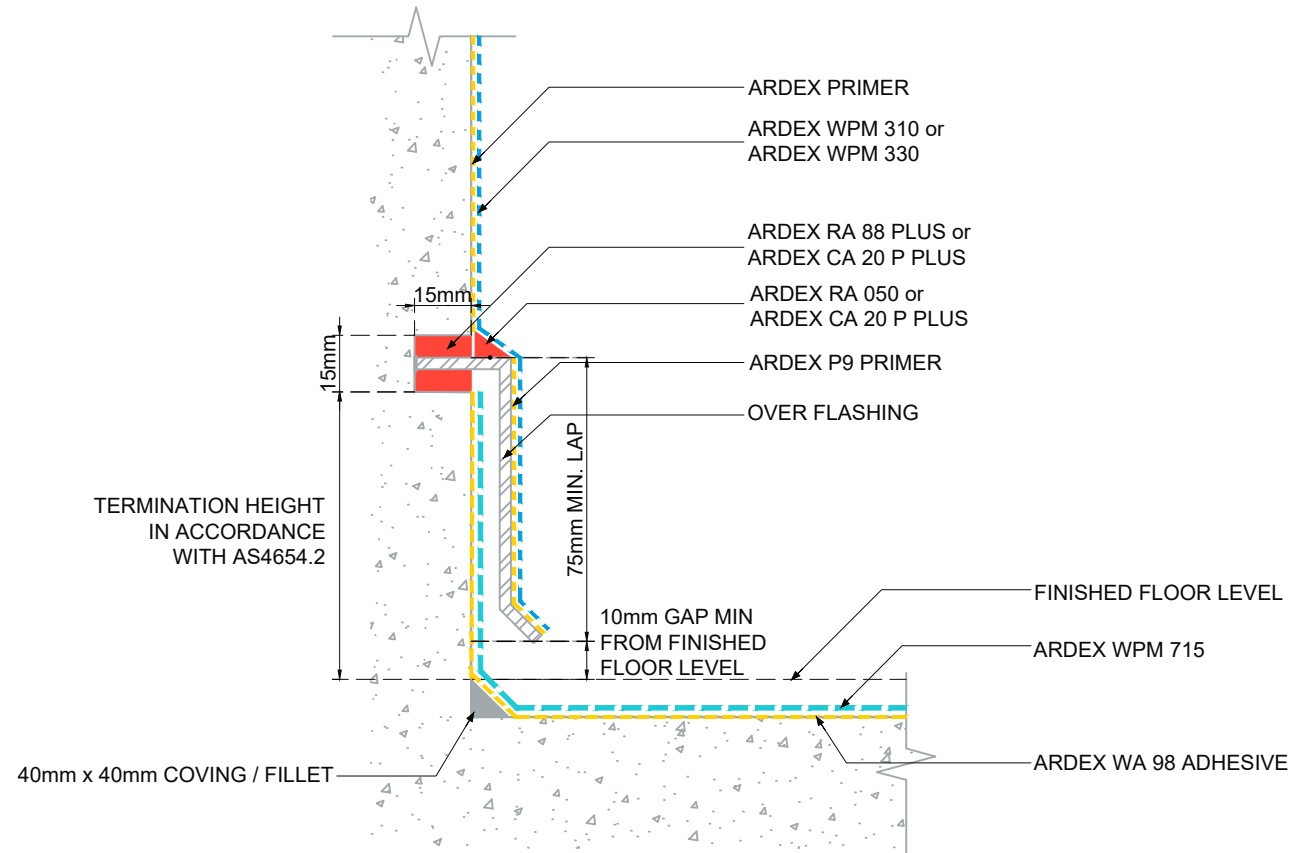 ARDEX PRIMER
ARDEX WPM 310 or
ARDEX WPM 330
ARDEX RA 88 PLUS or
ARDEX CA 20 P PLUS
15mm
ARDEX RA 050 or
ARDEX CA 20 P PLUS
15mm
ARDEX P9 PRIMER
OVER FLASHING
75mm MIN. LAP
TERMINATION HEIGHT
IN ACCORDANCE
WITH AS4654.2
10mm GAP MIN
FROM FINISHED
FLOOR LEVEL
FINISHED FLOOR LEVEL
ARDEX WPM 715
40mm x 40mm COVING / FILLET
ARDEX WA 98 ADHESIVE